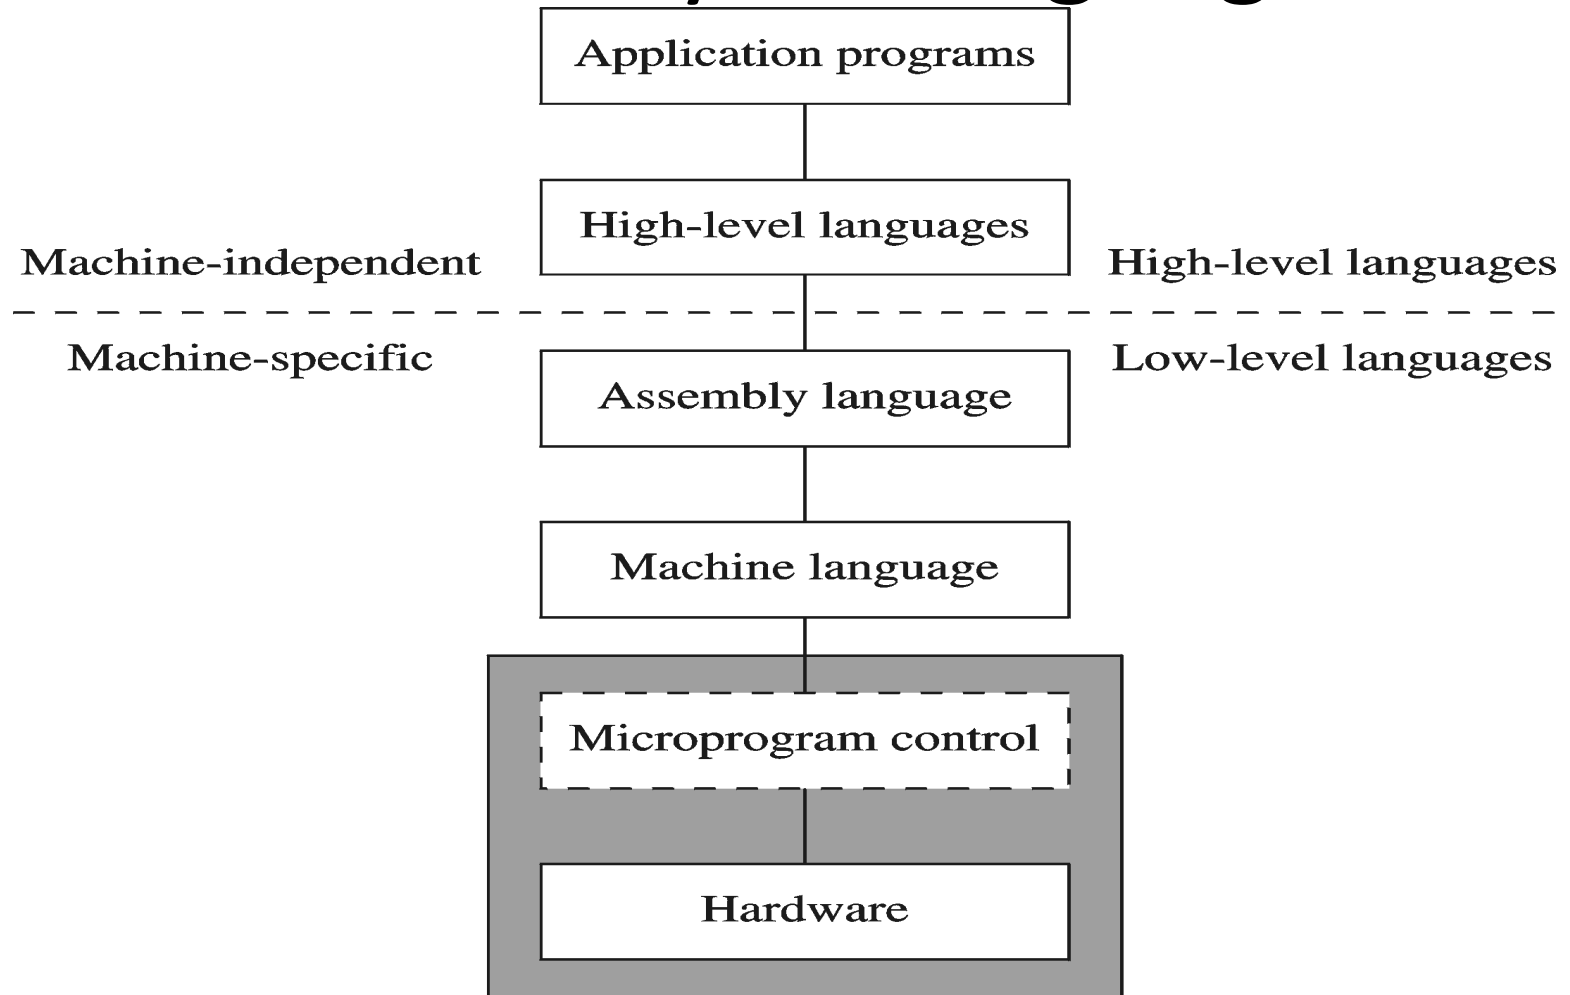 Application programs
High-level languages
Machine-independent
High-level languages
Machine-specific
Low-level languages
Assembly language
Machine language
Microprogram control
Hardware